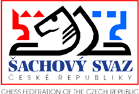 ŠACHOVÝ SVAZ
ČESKÉ REPUBLIKY
CHESS FEDERATION OF THE CZECH REPUBLIC